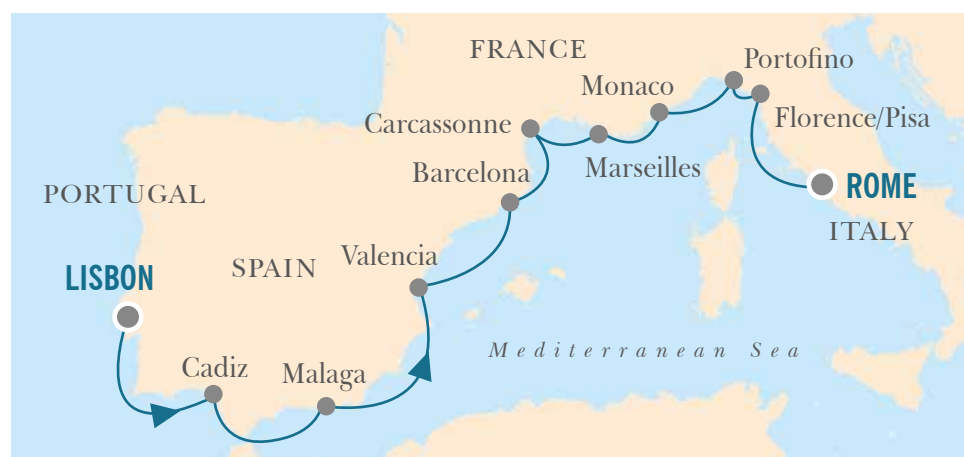 FRANCE
Portofino
Monaco
Florence/Pisa
Carcassonne
Marseilles
Barcelona
PORTUGAL
ROME
ITALY
Valencia
SPAIN
LISBON
Mediterranean Sea
Cadiz
Malaga